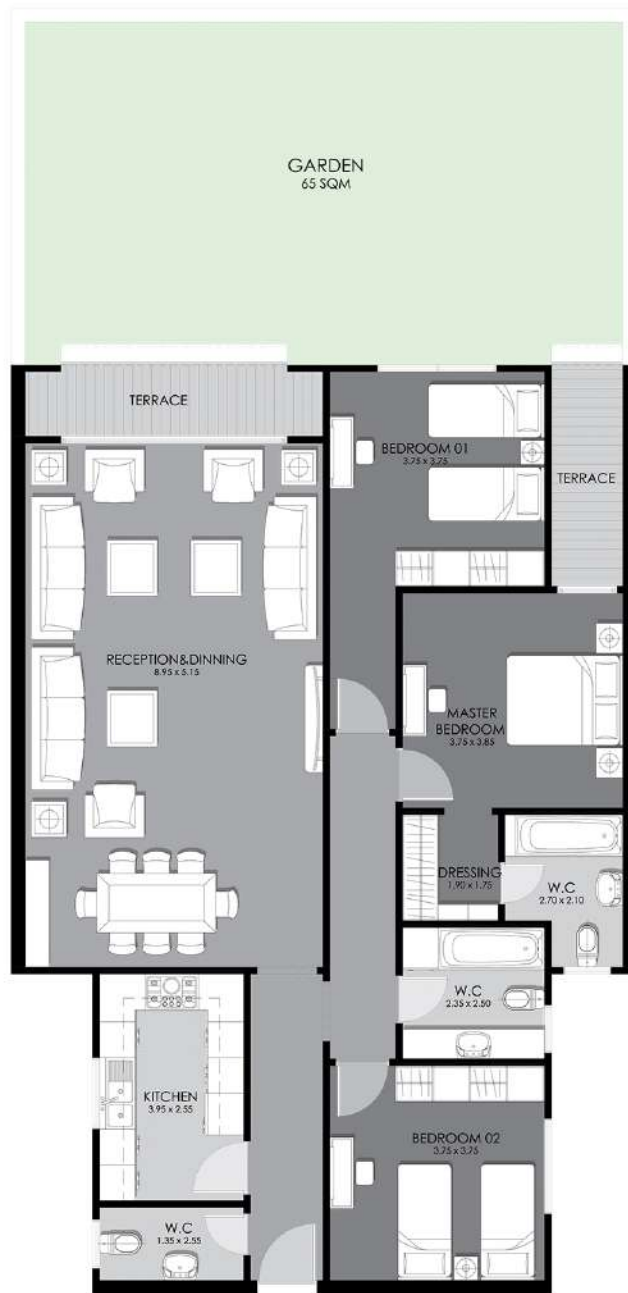 GARDEN
65 SQM
TERRACE
BEDROOM 01
3.75 x 3.75
TERRACE
RECEPTION&DINNING
8.95 x 5.15
MASTER
BEDROOM
3.75 x 3.85
DRESSING
1.90 x 1.75
W.C
2.70 x 2.10
W.C
2.35 x 2.50
KITCHEN
3.95 x 2.55
BEDROOM 02
3.75 x 3.75
W.C
1.35 x 2.55